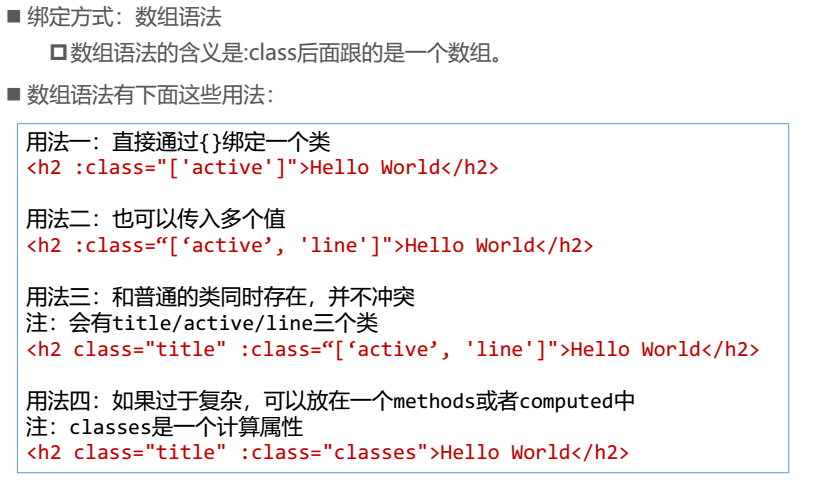 绑定方式：数组语法
数组语法的含义是:class后面跟的是一个数组。
数组语法有下面这些用法：
用法一：直接通过{}绑定一个类
<h2 :class="['active']">Hello World</h2>
用法二：也可以传入多个值
<h2 :class=“[‘active’, 'line']">Hello World</h2>
用法三：和普通的类同时存在，并不冲突
注：会有title/active/line三个类
<h2 class="title" :class=“[‘active’, 'line']">Hello World</h2>
用法四：如果过于复杂，可以放在一个methods或者computed中
注：classes是一个计算属性
<h2 class="title" :class="classes">Hello World</h2>